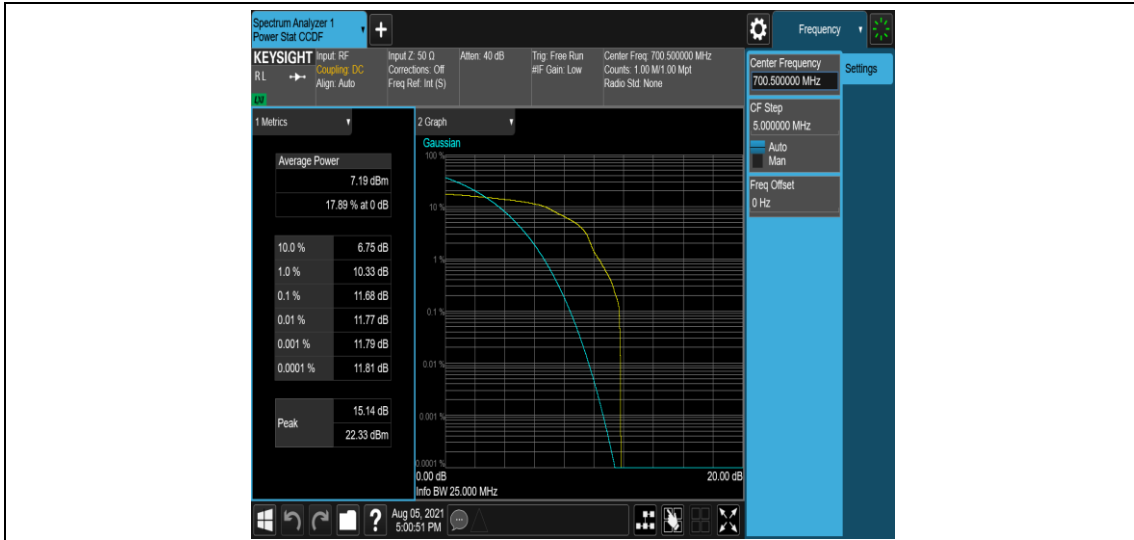 Spectrum Analyzer 1
Power Stat CCDF
+
Frequency
KEYSIGHT
Input: RF
Coupling: DC
Align: Auto
RL
LXI
Input Z: 50 Ω
Corrections: Off
Freq Ref: Int (S)
Atten: 40 dB
Trig: Free Run
#IF Gain: Low
Center Freq: 700.500000 MHz
Counts: 1.00 M/1.00 Mpt
Radio Std: None
Center Frequency
700.500000 MHz
Settings
CF Step
5.000000 MHz
Auto
Man
Freq Offset
0 Hz
1 Metrics
Average Power
7.19 dBm
17.89 % at 0 dB
10.0 % 6.75 dB
1.0 % 10.33 dB
0.1 % 11.68 dB
0.01 % 11.77 dB
0.001 % 11.79 dB
0.0001 % 11.81 dB
Peak
15.14 dB
22.33 dBm
2 Graph
Gaussian
100 %
10 %
1 %
0.1 %
0.01 %
0.001 %
0.0001 %
0.00 dB 20.00 dB
Info BW 25.000 MHz
?
Aug 05, 2021
5:00:51 PM